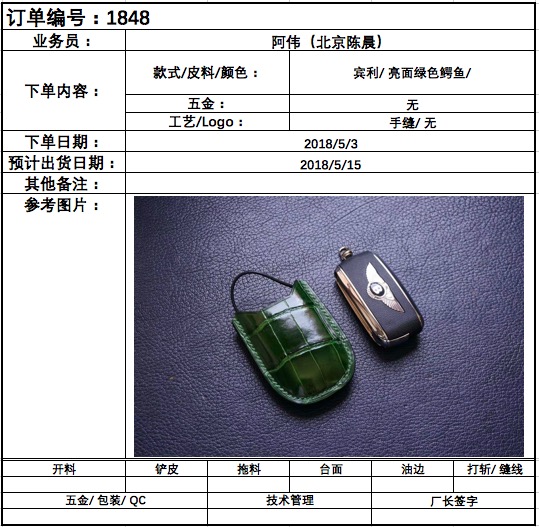 订单编号：1848
业务员： 阿伟（北京陈晨）
下单内容： 款式/皮料/颜色： 宾利/ 亮面绿色鳄鱼/
五金： 无
工艺/Logo： 手缝/ 无
下单日期： 2018/5/3
预计出货日期： 2018/5/15
其他备注：
参考图片：
开料 铲皮 拖料 台面 油边 打斩/ 缝线
五金/ 包装/ QC 技术管理 厂长签字